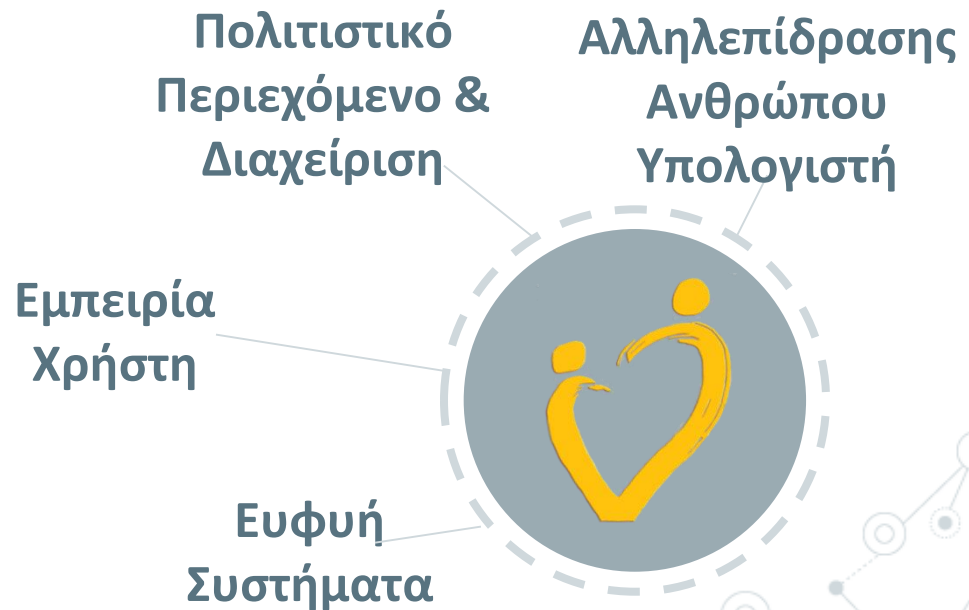 Πολιτιστικό
Περιεχόμενο &
Διαχείριση
Αλληλεπίδρασης
Ανθρώπου
Υπολογιστή
Εμπειρία
Χρήστη
Ευφυή
Συστήματα